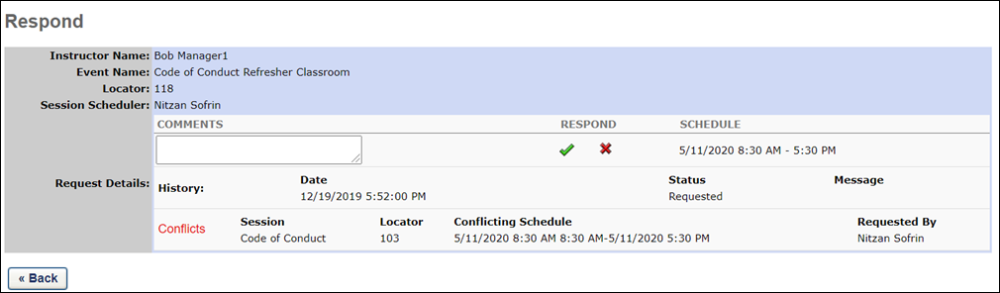 Respond
Instructor Name: Bob Manager1
Event Name: Code of Conduct Refresher Classroom
Locator: 118
Session Scheduler: Nitzan Sofrin
COMMENTS RESPOND SCHEDULE
5/11/2020 8:30 AM - 5:30 PM
Request Details:
History: Date Status Message
12/19/2019 5:52:00 PM Requested
Conflicts Session Locator Conflicting Schedule Requested By
Code of Conduct 103 5/11/2020 8:30 AM 8:30 AM-5/11/2020 5:30 PM Nitzan Sofrin
« Back